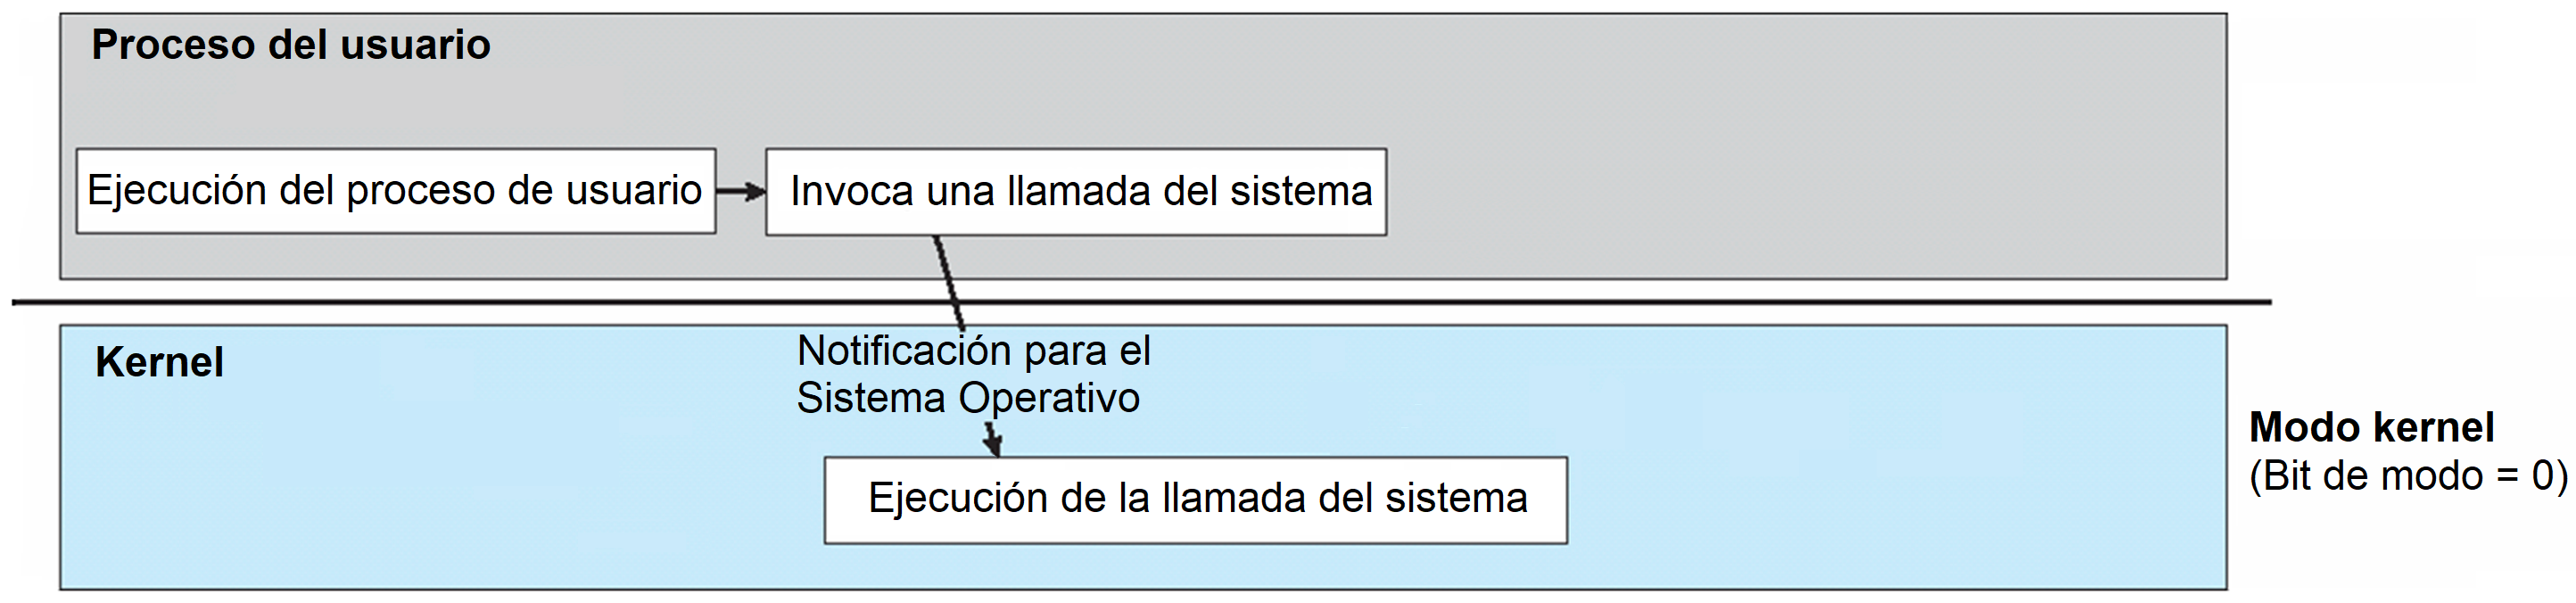 Proceso del usuario
Ejecución del proceso de usuario
Invoca una llamada del sistema
Kernel
Notificación para el
Sistema Operativo
Ejecución de la llamada del sistema
Modo kernel
(Bit de modo = 0)